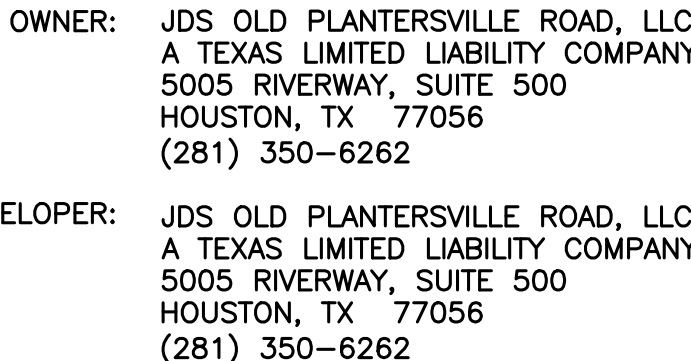 OWNER: JDS OLD PLANTERSVILLE ROAD, LLC
A TEXAS LIMITED LIABILITY COMPANY
5005 RIVERWAY, SUITE 500
HOUSTON, TX 77056
(281) 350-6262
ELOPER: JDS OLD PLANTERSVILLE ROAD, LLC
A TEXAS LIMITED LIABILITY COMPANY
5005 RIVERWAY, SUITE 500
HOUSTON, TX 77056
(281) 350-6262